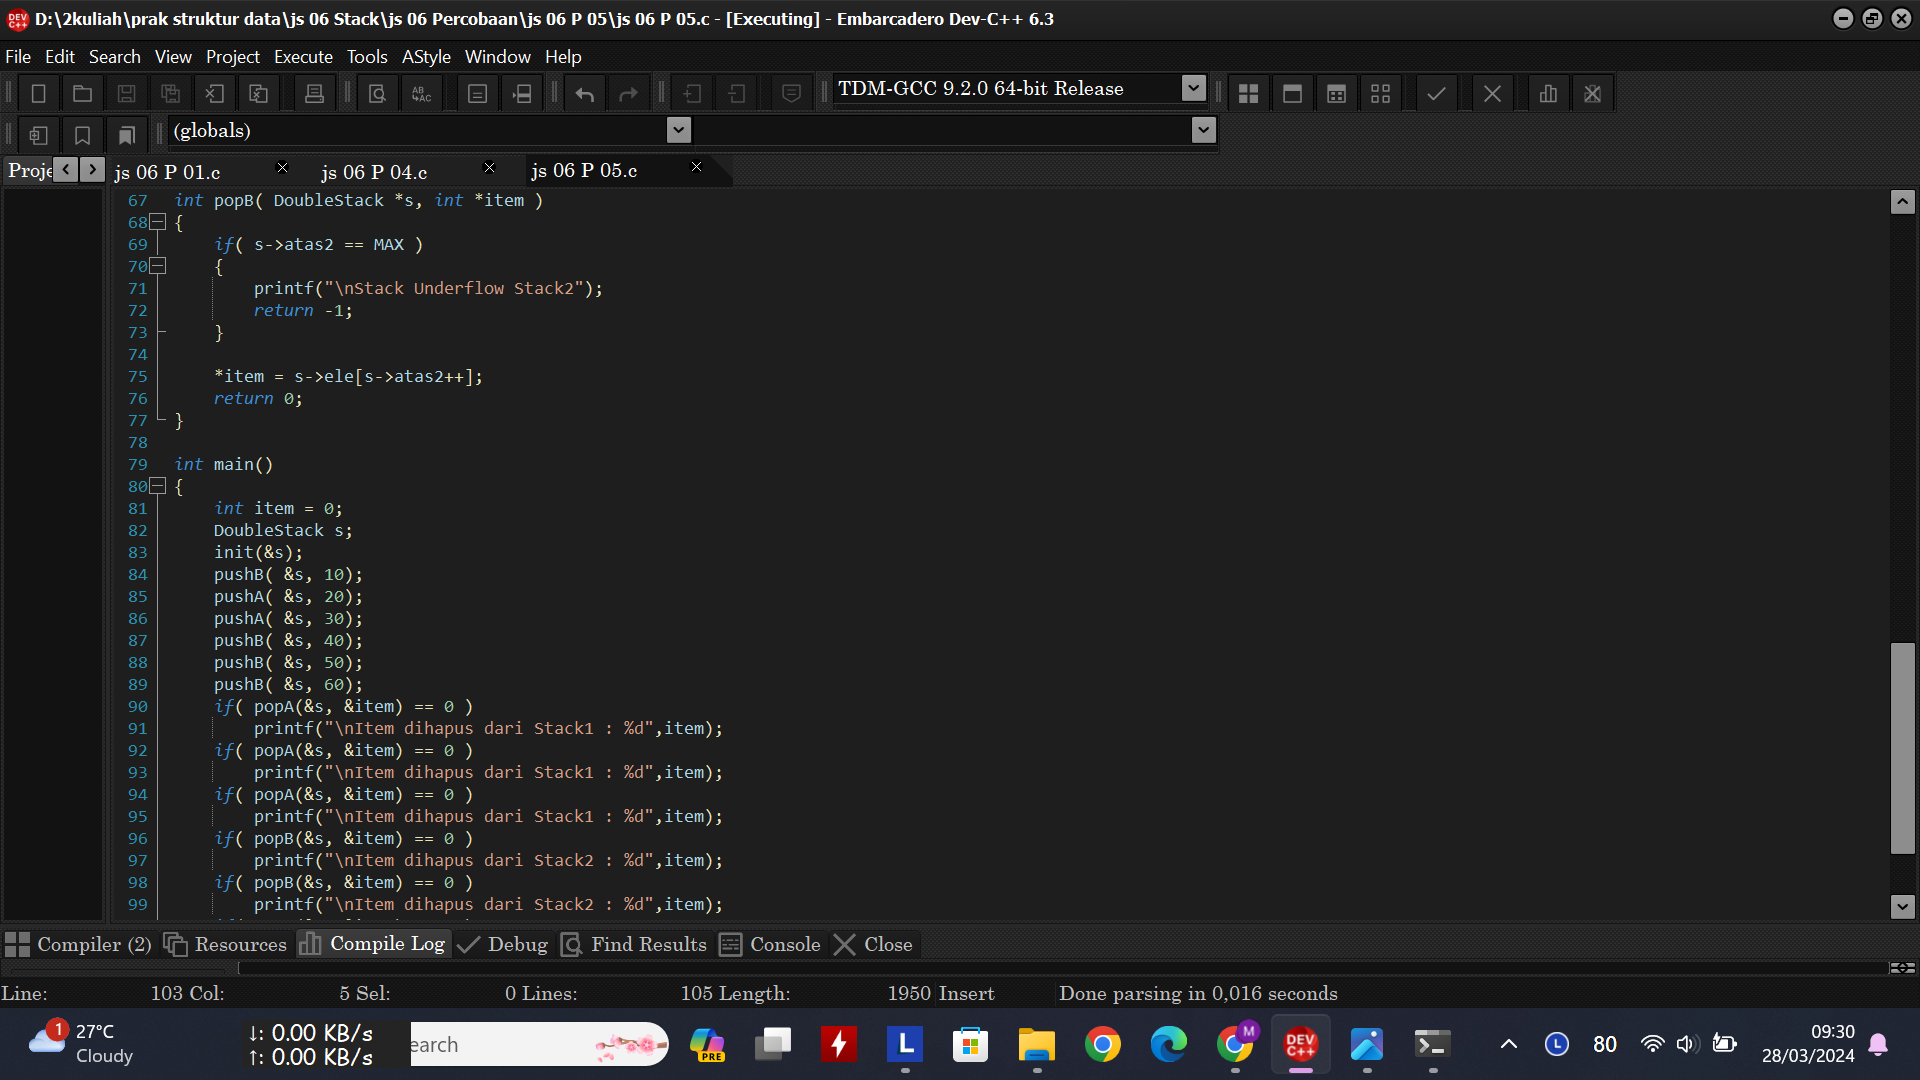 D:\2kuliah\prak struktur data\js 06 Stack\js 06 Percobaan\js 06 P 05\js 06 P 05.c - [Executing] - Embarcadero Dev-C++ 6.3
File Edit Search View Project Execute Tools AStyle Window Help
TDM-GCC 9.2.0 64-bit Release
(globals)
Proje js 06 P 01.c js 06 P 04.c js 06 P 05.c
67 int popB( DoubleStack *s, int *item )
68 {
69 if( s->atas2 == MAX )
70 {
71 printf("\nStack Underflow Stack2");
72 return -1;
73 }
74
75 *item = s->ele[s->atas2++];
76 return 0;
77 }
78
79 int main()
80 {
81 int item = 0;
82 DoubleStack s;
83 init(&s);
84 pushB( &s, 10);
85 pushA( &s, 20);
86 pushA( &s, 30);
87 pushB( &s, 40);
88 pushB( &s, 50);
89 pushB( &s, 60);
90 if( popA(&s, &item) == 0 )
91 printf("\nItem dihapus dari Stack1 : %d",item);
92 if( popA(&s, &item) == 0 )
93 printf("\nItem dihapus dari Stack1 : %d",item);
94 if( popA(&s, &item) == 0 )
95 printf("\nItem dihapus dari Stack1 : %d",item);
96 if( popB(&s, &item) == 0 )
97 printf("\nItem dihapus dari Stack2 : %d",item);
98 if( popB(&s, &item) == 0 )
99 printf("\nItem dihapus dari Stack2 : %d",item);
Compiler (2) Resources Compile Log Debug Find Results Console Close
Line: 103 Col: 5 Sel: 0 Lines: 105 Length: 1950 Insert Done parsing in 0,016 seconds
1 27°C
Cloudy
↓: 0.00 KB/s
↑: 0.00 KB/s
earch
PRE
L
M
DEV
C++
L
80
09:30
28/03/2024